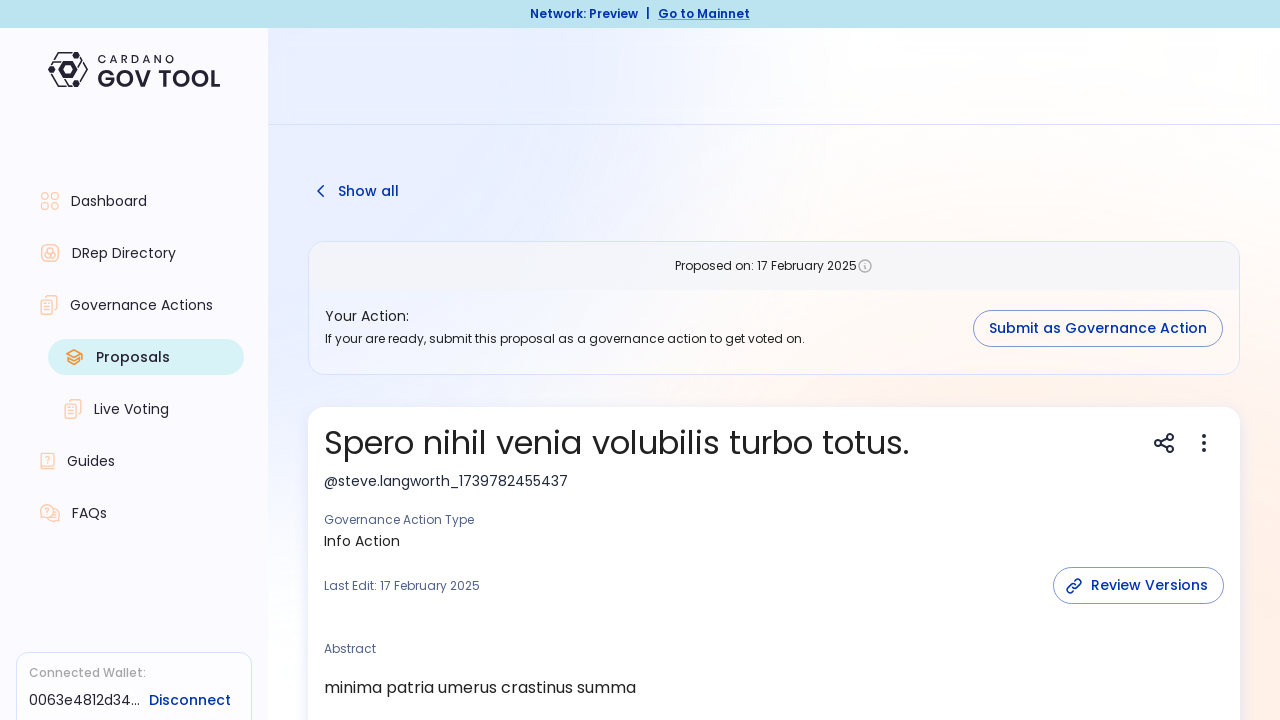 Network: Preview | Go to Mainnet
CARDANO
GOV TOOL
Dashboard
DRep Directory
Governance Actions
Proposals
Live Voting
Guides
FAQs
Connected Wallet:
0063e4812d34... Disconnect
Show all
Proposed on: 17 February 2025
Your Action:
If your are ready, submit this proposal as a governance action to get voted on.
Submit as Governance Action
Spero nihil venia volubilis turbo totus.
@steve.langworth_1739782455437
Governance Action Type
Info Action
Last Edit: 17 February 2025
Review Versions
Abstract
minima patria umerus crastinus summa